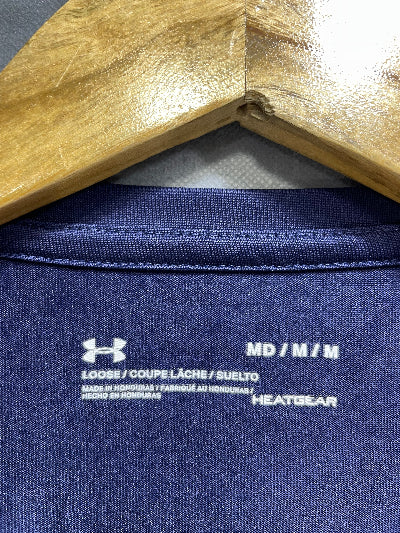 MD / M / M
LOOSE / COUPE LÂCHE / SUELTO
MADE IN HONDURAS / FABRIQUÉ AU HONDURAS /
HECHO EN HONDURAS
HEATGEAR